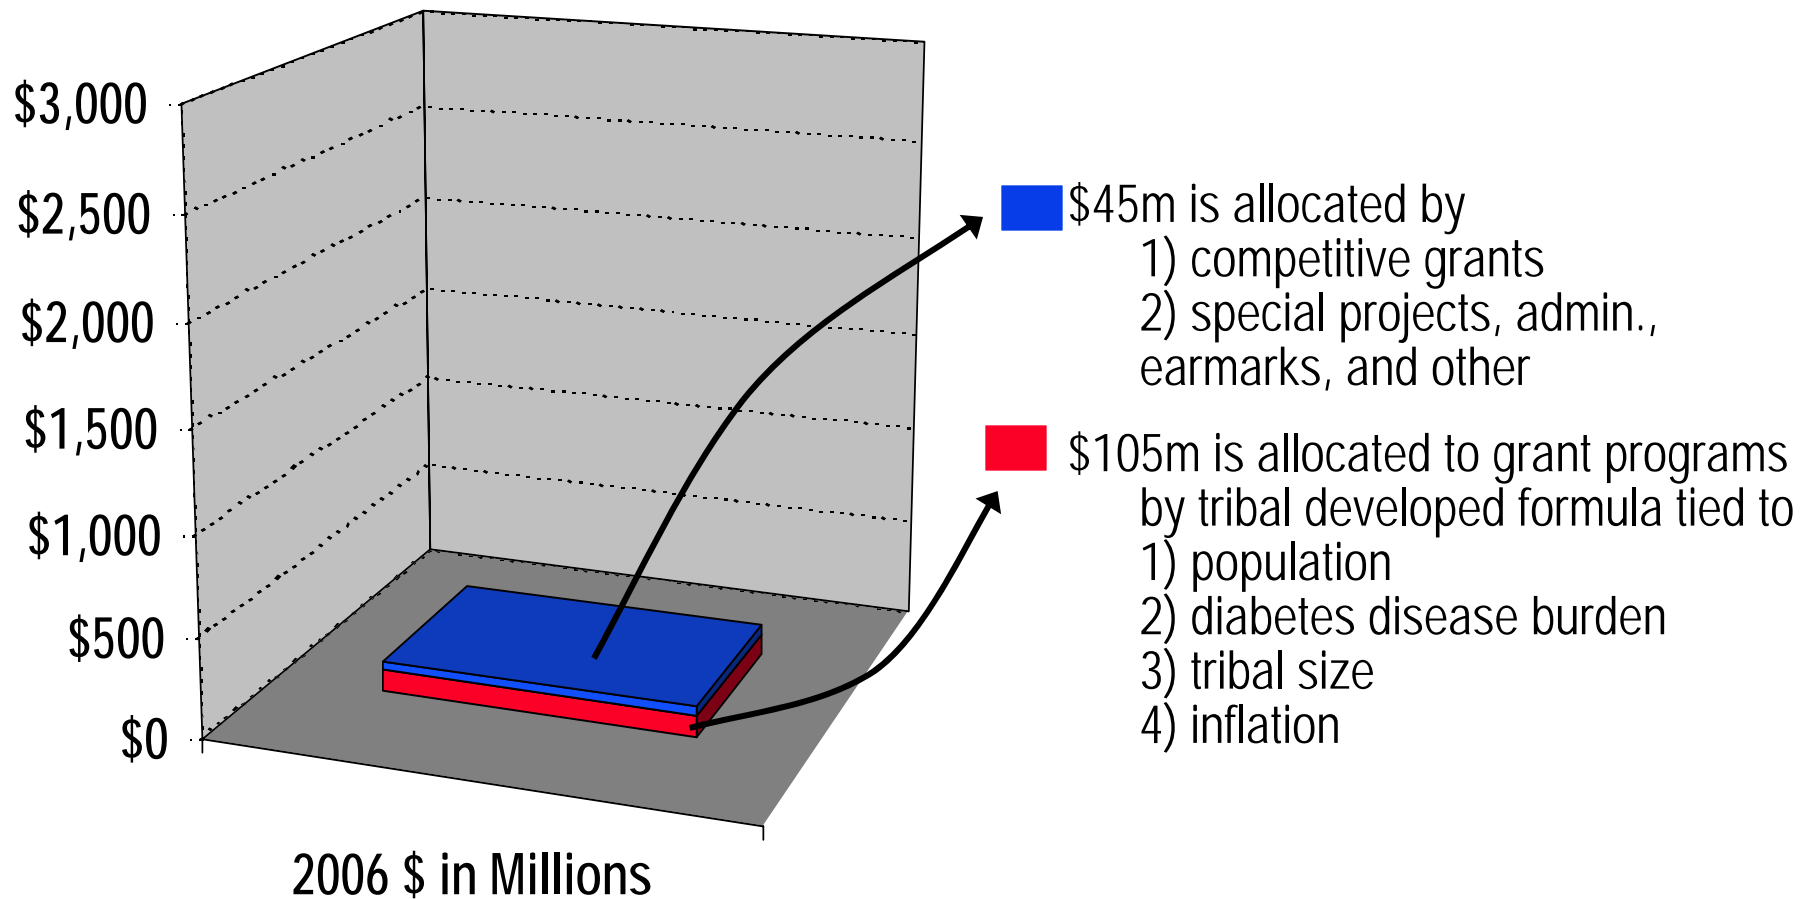 $3,000
$2,500
$2,000
$1,500
$1,000
$500
$0
2006 $ in Millions
$45m is allocated by
1) competitive grants
2) special projects, admin.,
earmarks, and other
$105m is allocated to grant programs
by tribal developed formula tied to
1) population
2) diabetes disease burden
3) tribal size
4) inflation